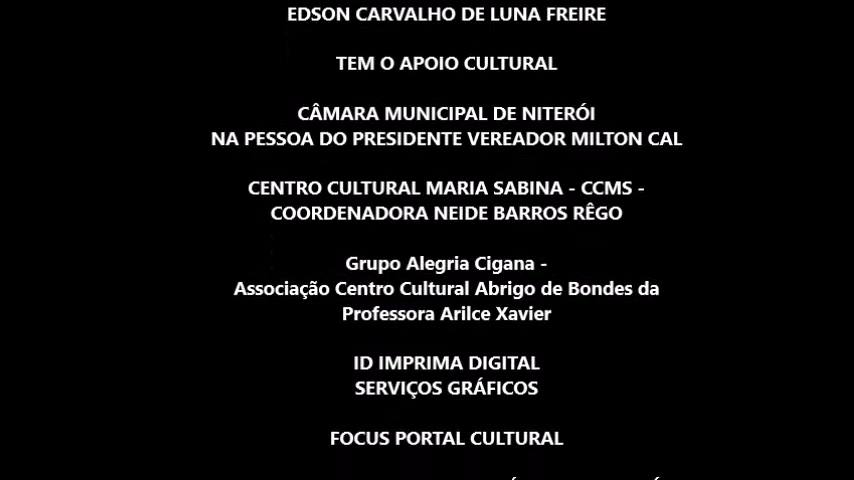 EDSON CARVALHO DE LUNA FREIRE
TEM O APOIO CULTURAL
CÂMARA MUNICIPAL DE NITERÓI
NA PESSOA DO PRESIDENTE VEREADOR MILTON CAL
CENTRO CULTURAL MARIA SABINA - CCMS -
COORDENADORA NEIDE BARROS RÊGO
Grupo Alegria Cigana -
Associação Centro Cultural Abrigo de Bondes da
Professora Arilce Xavier
ID IMPRIMA DIGITAL
SERVIÇOS GRÁFICOS
FOCUS PORTAL CULTURAL